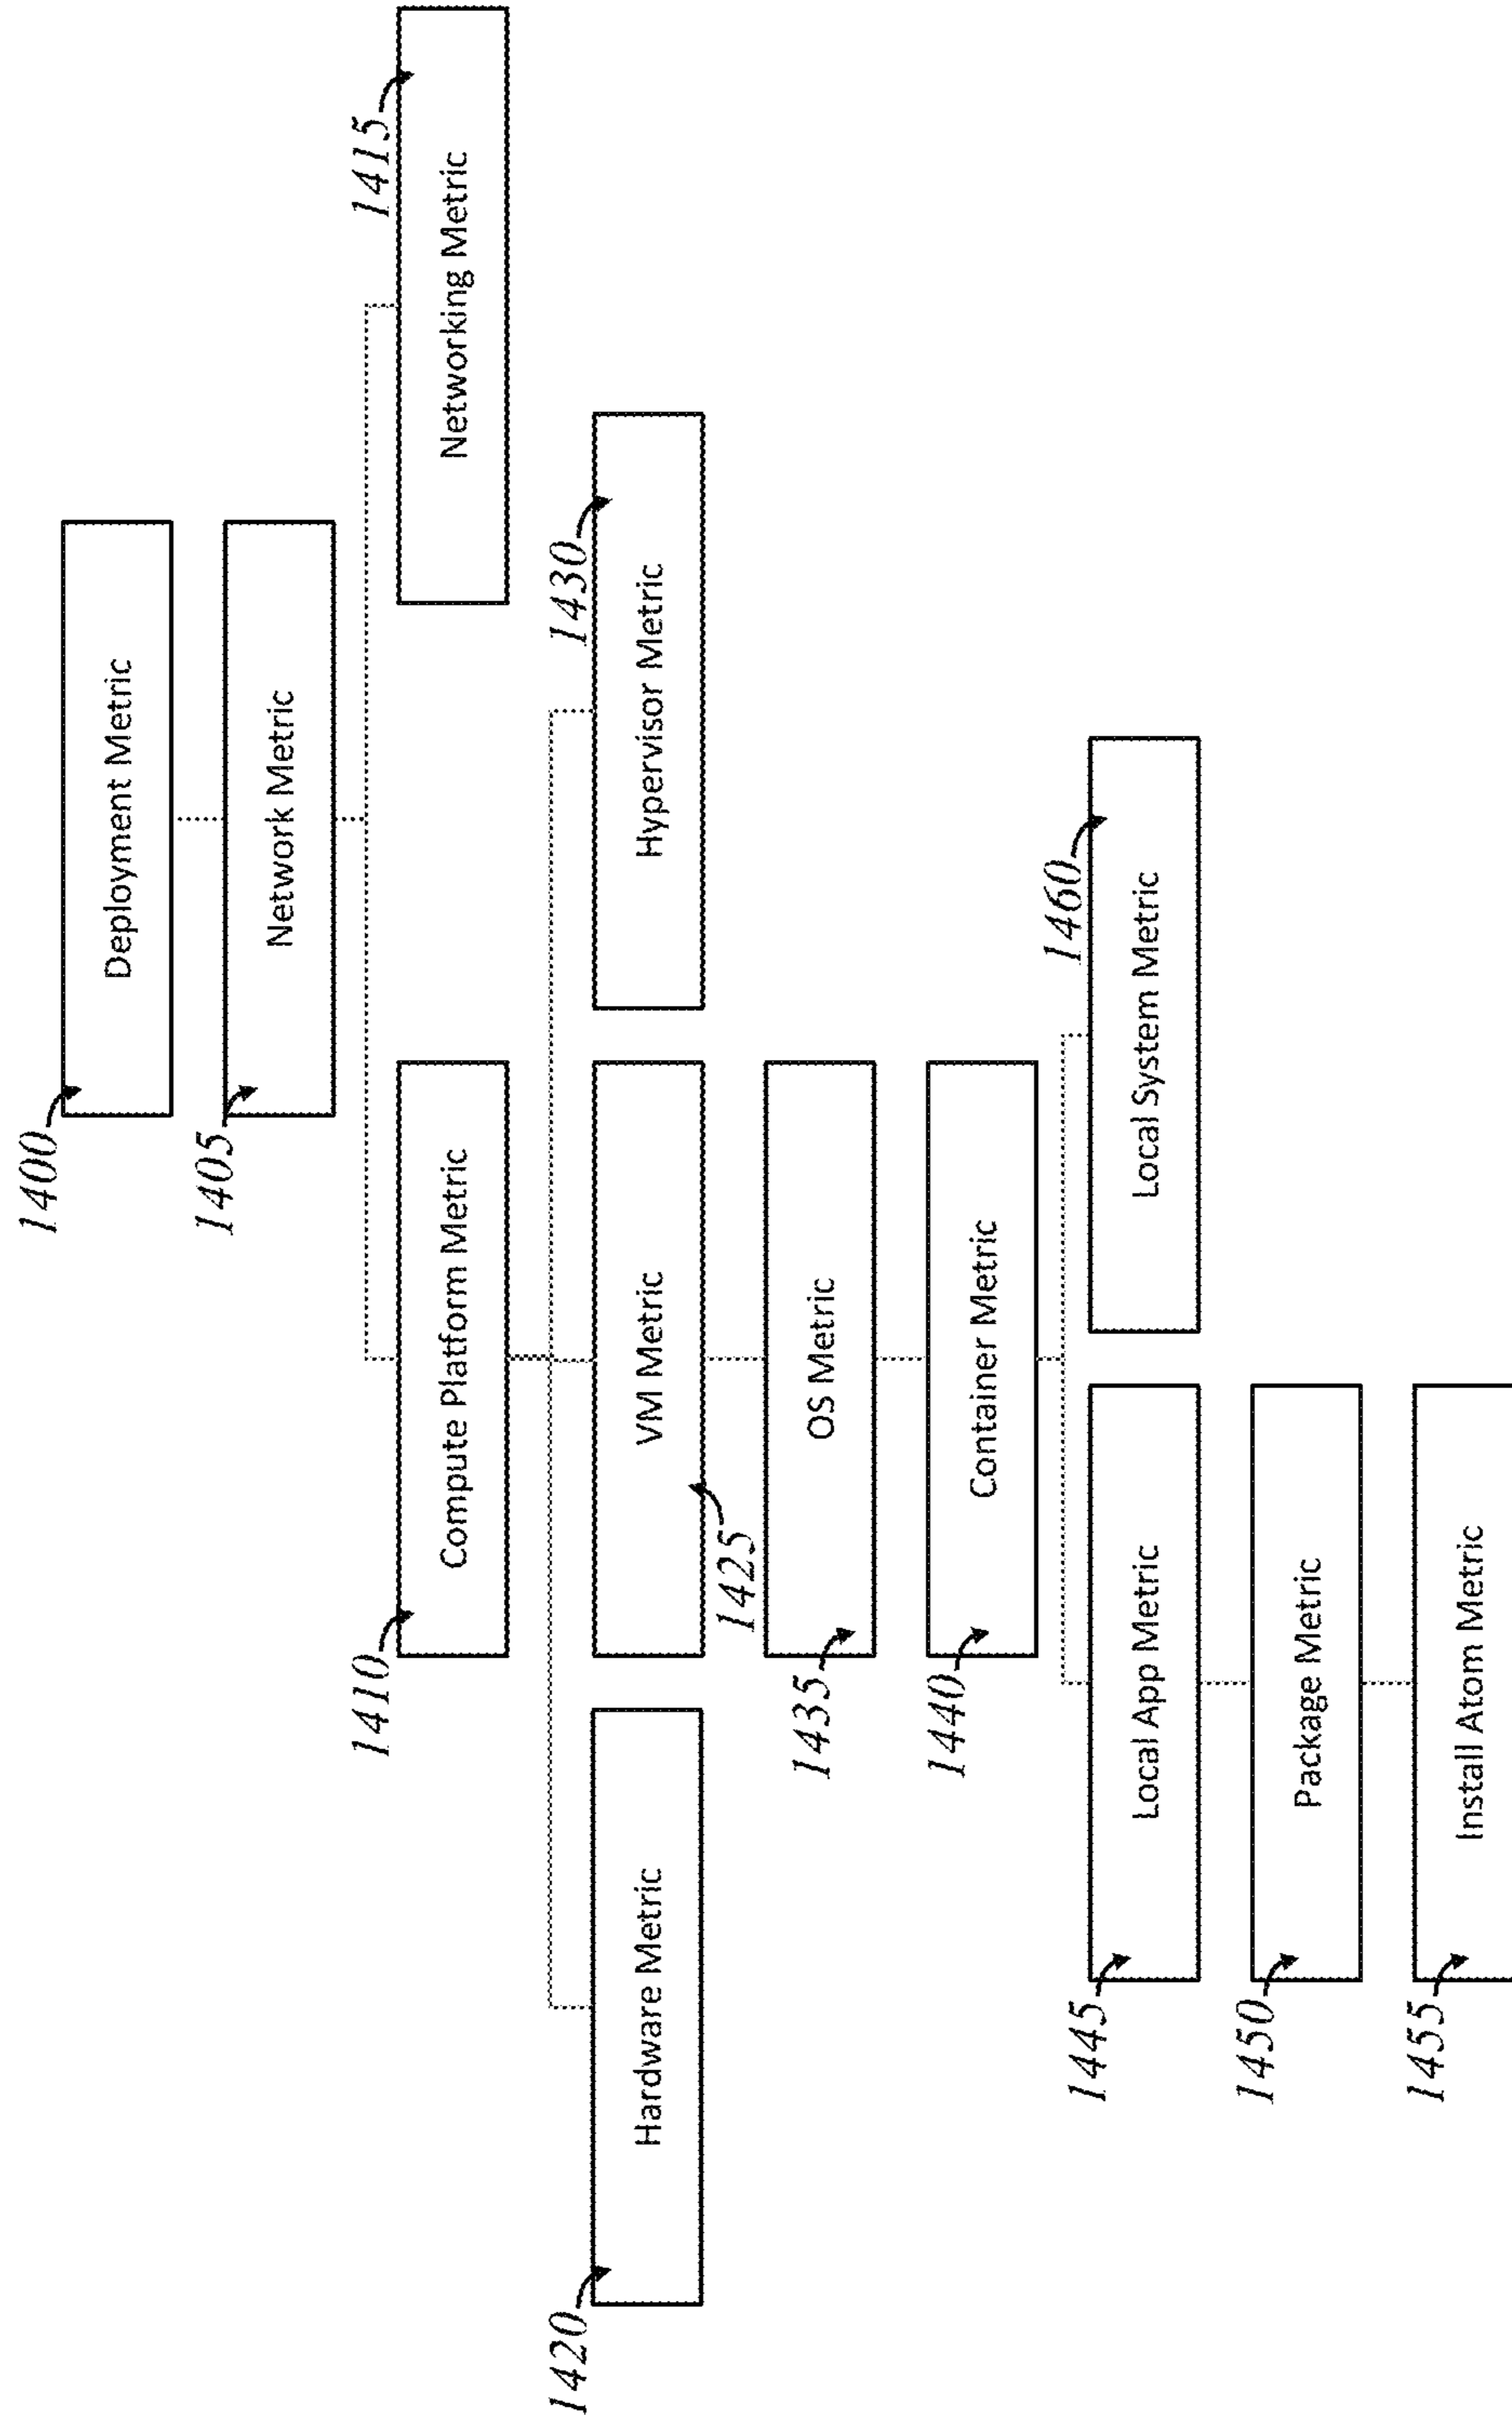 1400
Deployment Metric
1405
Network Metric
1410
Compute Platform Metric
1415
Networking Metric
1420
Hardware Metric
VM Metric
1425
1430
Hypervisor Metric
1435
OS Metric
1440
Container Metric
1445
Local App Metric
1460
Local System Metric
1450
Package Metric
1455
Install Atom Metric